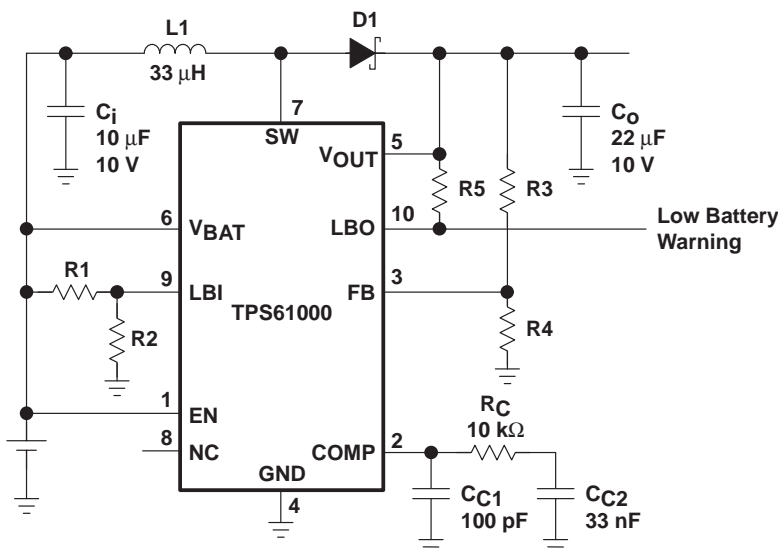 L1
33 μH
D1
Ci
10 μF
10 V
7
SW
Co
22 μF
10 V
5
VOUT
R5
R3
6
VBAT
10
LBO
Low Battery
Warning
R1
9
LBI
3
FB
TPS61000
R2
R4
1
EN
RC
10 kΩ
8
NC
COMP
2
GND
4
CC1
100 pF
CC2
33 nF